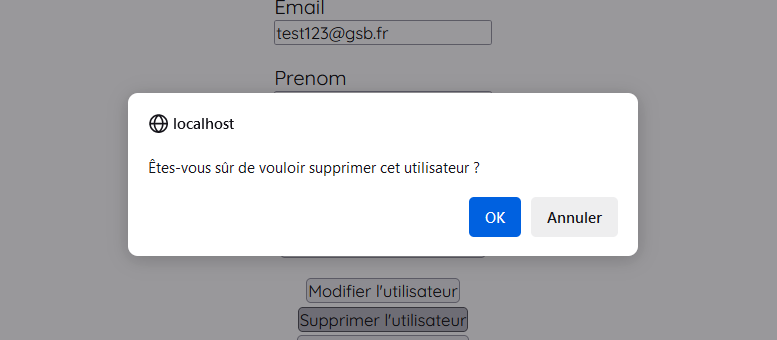 Email
test123@gsb.fr
Prenom
localhost
Êtes-vous sûr de vouloir supprimer cet utilisateur ?
OK
Annuler
Modifier l'utilisateur
Supprimer l'utilisateur